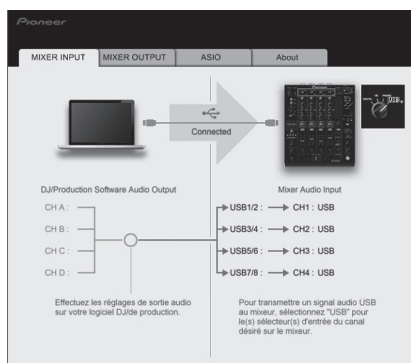 Pioneer
MIXER INPUT
MIXER OUTPUT
ASIO
About
Connected
DJ/Production Software Audio Output
Mixer Audio Input
CH A :
USB1/2 :
CH1 : USB
CH B :
USB3/4 :
CH2 : USB
CH C :
USB5/6 :
CH3 : USB
CH D :
USB7/8 :
CH4 : USB
Effectuez les réglages de sortie audio
sur votre logiciel DJ/de production.
Pour transmettre un signal audio USB
au mixeur, sélectionnez "USB" pour
le(s) sélecteur(s) d'entrée du canal
désiré sur le mixeur.
USB